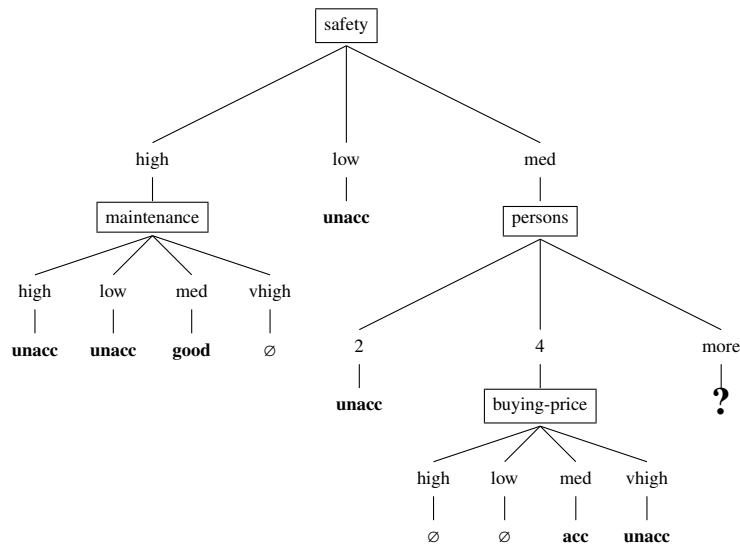 safety
high low med
maintenance unacc persons
high low med vhigh
unacc unacc good ∅
2 4 more
unacc buying-price ?
high low med vhigh
∅ ∅ acc unacc